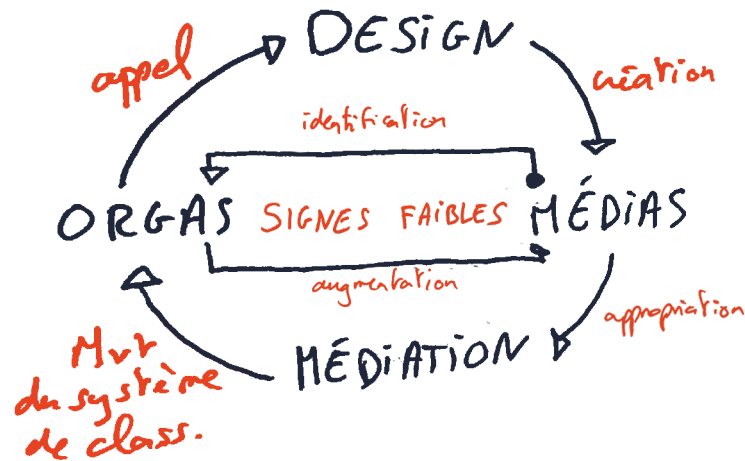 DESIGN
appel
création
identification
ORGAS
SIGNES FAIBLES
MÉDIAS
augmentation
appropriation
MÉDIATION
Mvt
du système
de class.